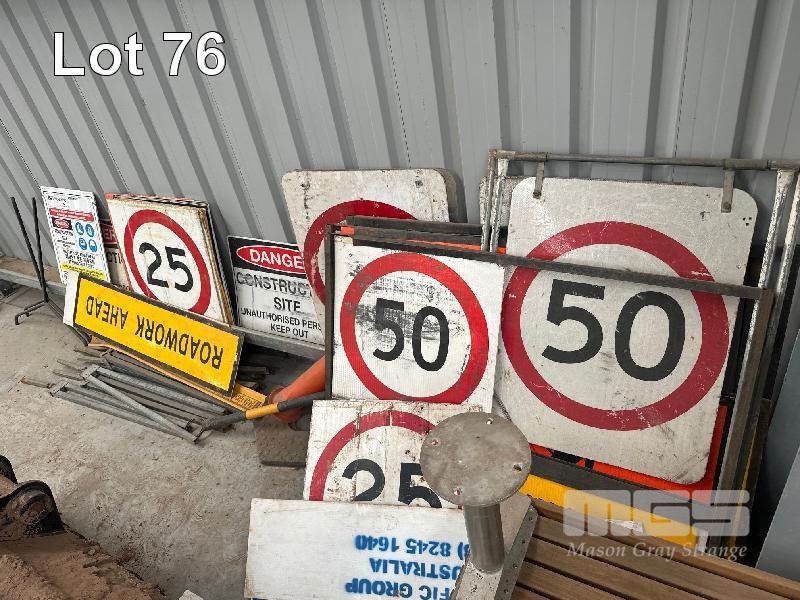 Lot 76
25
DANGER
CONSTRUCTION
SITE
UNAUTHORISED PERS
KEEP OUT
ROADWORK AHEAD
50
50
25
) 8245 1640
USTRALIA
FIC GROUP
MGS
Mason Gray Strange